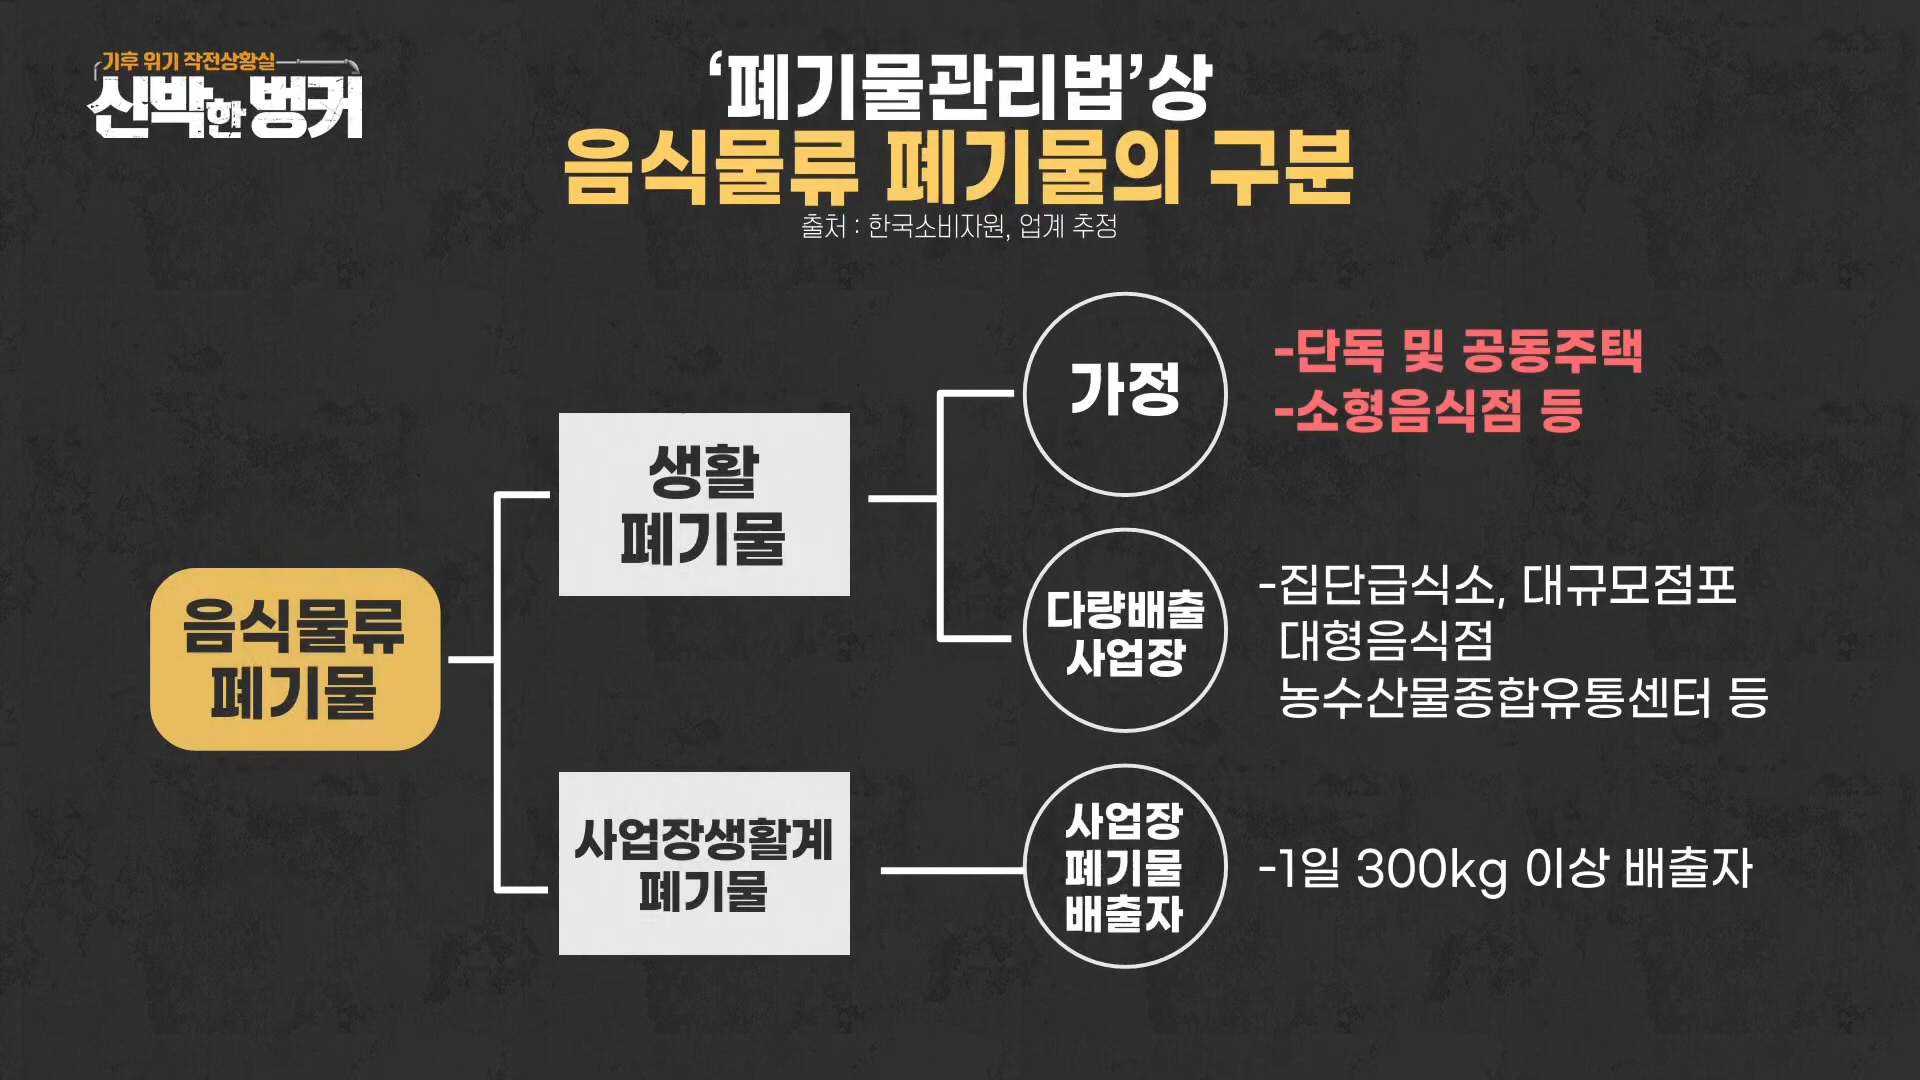 기후 위기 작전상황실
신박한 벙커
‘폐기물관리법’상
음식물류 폐기물의 구분
출처 : 한국소비자원, 업계 추정
음식물류
폐기물
생활
폐기물
가정
-단독 및 공동주택
-소형음식점 등
다량배출
사업장
-집단급식소, 대규모점포
대형음식점
농수산물종합유통센터 등
사업장생활계
폐기물
사업장
폐기물
배출자
-1일 300kg 이상 배출자